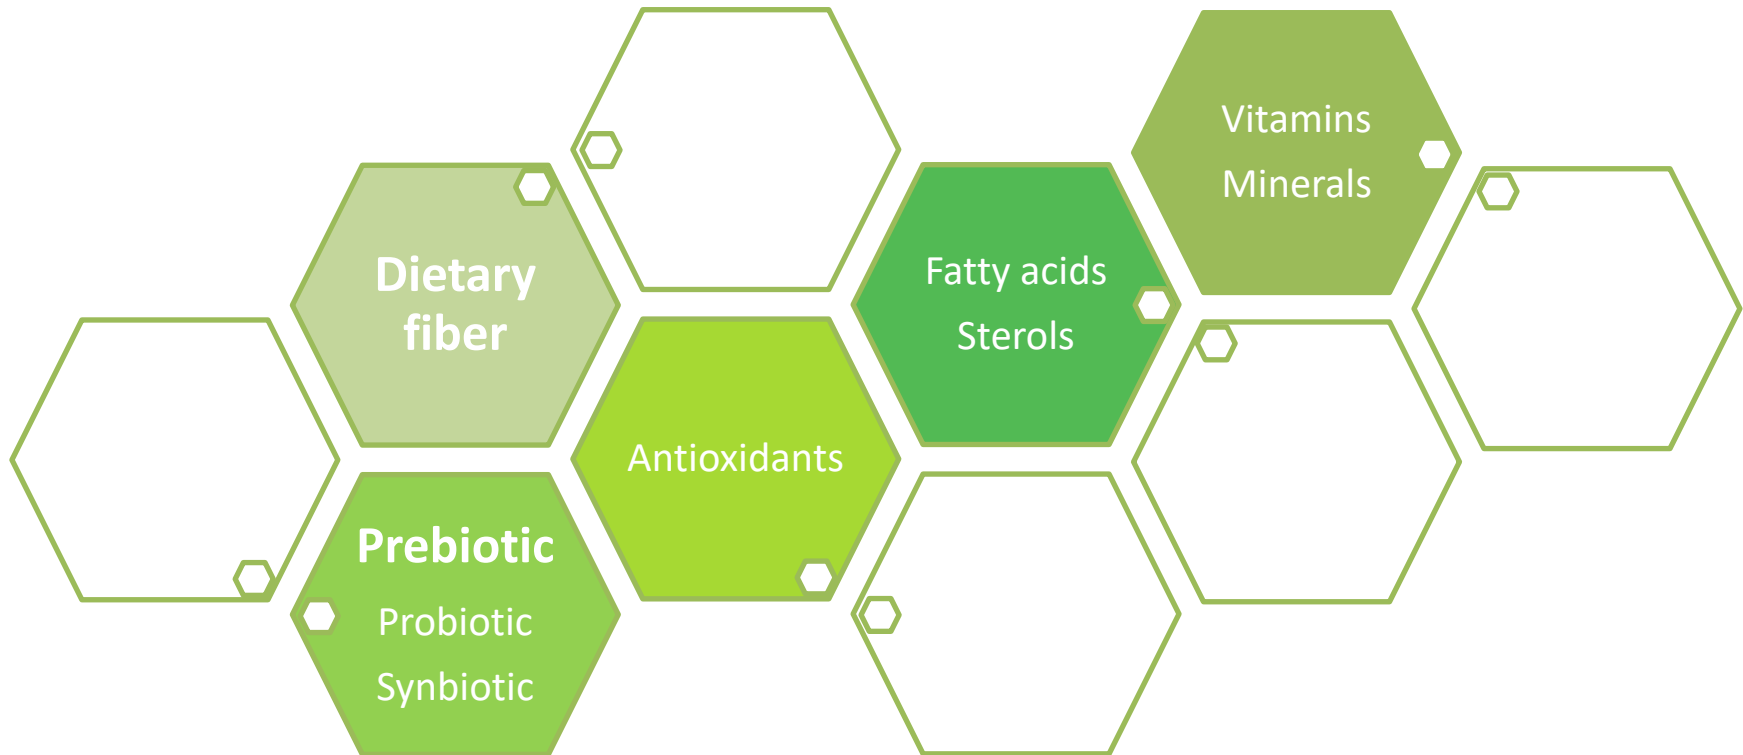 Dietary
fiber
Prebiotic
Probiotic
Synbiotic
Antioxidants
Fatty acids
Sterols
Vitamins
Minerals